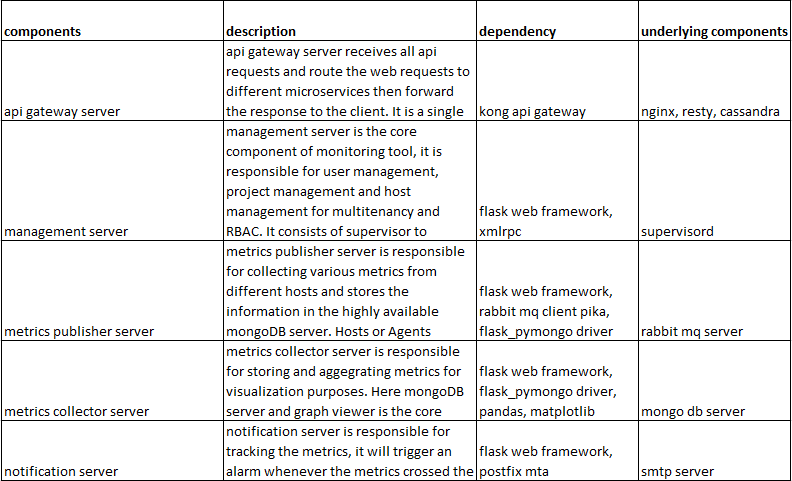 components description dependency underlying components
api gateway server receives all api
requests and route the web requests to
different microservices then forward
api gateway server the response to the client. It is a single kong api gateway nginx, resty, cassandra
management server is the core
component of monitoring tool, it is
responsible for user management,
project management and host
management for multitenancy and flask web framework,
management server RBAC. It consists of supervisor to xmlrpc supervisord
metrics publisher server is responsible
for collecting various metrics from
different hosts and stores the flask web framework,
information in the highly available rabbit mq client pika,
metrics publisher server mongoDB server. Hosts or Agents flask_pymongo driver rabbit mq server
metrics collector server is responsible
for storing and aggegrating metrics for flask web framework,
visualization purposes. Here mongoDB flask_pymongo driver,
metrics collector server server and graph viewer is the core pandas, matplotlib mongo db server
notification server is responsible for
tracking the metrics, it will trigger an flask web framework,
notification server alarm whenever the metrics crossed the postfix mta smtp server